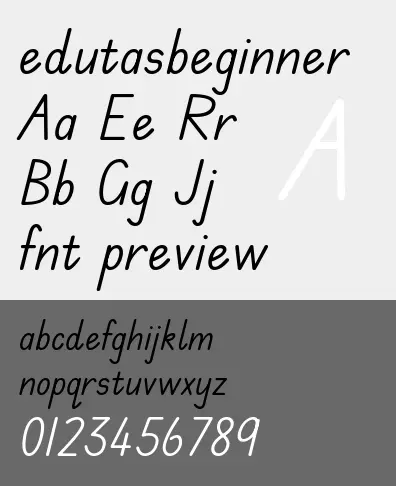 edutasbeginner
Aa Ee Rr
A
Bb Gg Jj
fnt preview
abcdefghijklm
nopqrstuvwxyz
0123456789